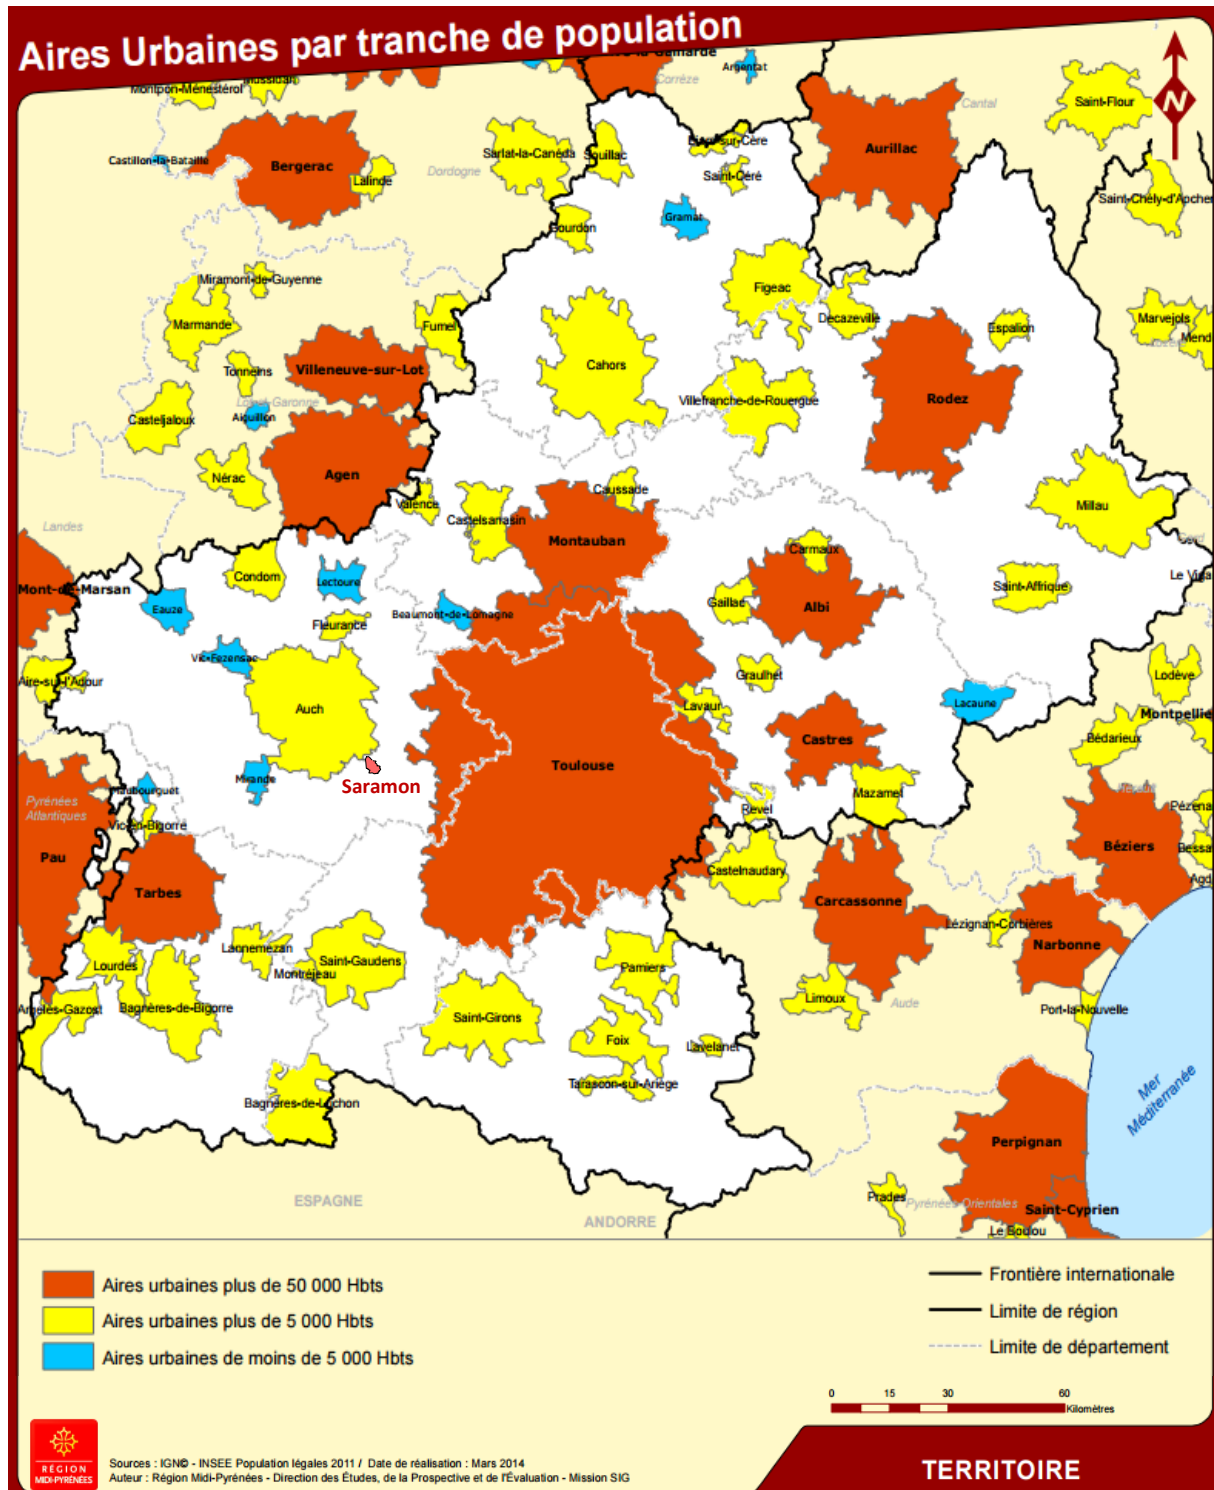 Aires Urbaines par tranche de population
Argentat
Corrèze
Cantal
Saint-Flour
Montpon-Ménestérol
Mussidan
Castillon-la-Bataille
Bergerac
Lalinde
Dordogne
Sarlat-la-Canéda
Souillac
Saint-Céré
Aurillac
Gramat
Gourdon
Saint-Chély-d'Apcher
Miramont-de-Guyenne
Marmande
Fumel
Figeac
Decazeville
Espalion
Marvejols
Mend
Tonneins
Villeneuve-sur-Lot
Cahors
Villefranche-de-Rouergue
Rodez
Lot-et-Garonne
Aiguillon
Casteljaloux
Nérac
Agen
Valence
Castelsarrasin
Caussade
Millau
Landes
Montauban
Carmaux
Gard
Condom
Lectoure
Mont-de-Marsan
Eauze
Fleurance
Beaumont-de-Lomagne
Gaillac
Albi
Saint-Affrique
Le Viga
Vic-Fezensac
Aire-sur-l'Adour
Auch
Graulhet
Lavaur
Lacaune
Lodève
Montpellier
Castres
Bédarieux
Toulouse
Saramon
Mirande
Maubourguet
Mazamet
Hérault
Pézena
Pyrénées
Atlantiques
Vic-en-Bigorre
Revel
Pau
Tarbes
Castelnaudary
Béziers
Bessa
Agd
Carcassonne
Lézignan-Corbières
Narbonne
Lannemezan
Saint-Gaudens
Montréjeau
Lourdes
Pamiers
Limoux
Aude
Port-la-Nouvelle
Argelès-Gazost
Bagnères-de-Bigorre
Saint-Girons
Foix
Lavelanet
Tarascon-sur-Ariège
Bagnères-de-Luchon
Mer
Méditerranée
Perpignan
Prades
Pyrénées-Orientales
Saint-Cyprien
Le Boulou
ESPAGNE
ANDORRE
N
Aires urbaines plus de 50 000 Hbts
Aires urbaines plus de 5 000 Hbts
Aires urbaines de moins de 5 000 Hbts
Frontière internationale
Limite de région
Limite de département
0 15 30 60
Kilomètres
RÉGION
MIDI-PYRÉNÉES
Sources : IGN© - INSEE Population légales 2011 / Date de réalisation : Mars 2014
Auteur : Région Midi-Pyrénées - Direction des Études, de la Prospective et de l'Évaluation - Mission SIG
TERRITOIRE